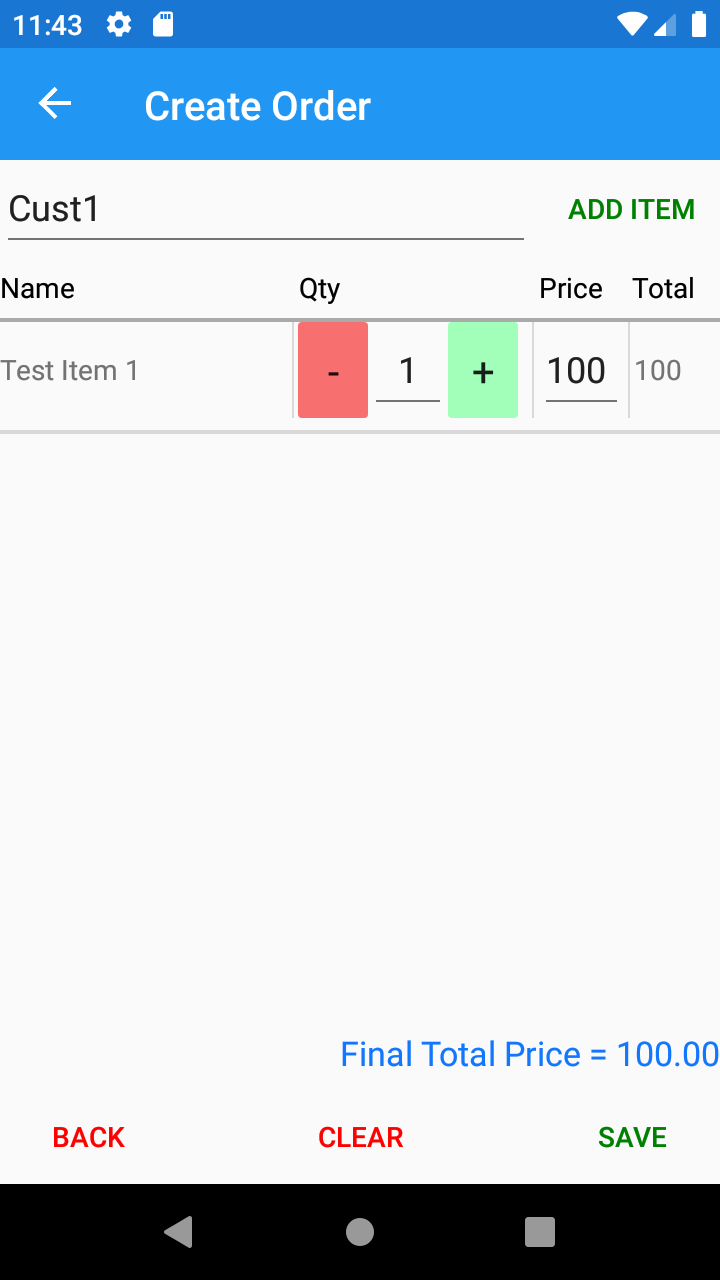 11:43
Create Order
Cust1 ADD ITEM
Name Qty Price Total
Test Item 1 - 1 + 100 100
Final Total Price = 100.00
BACK CLEAR SAVE